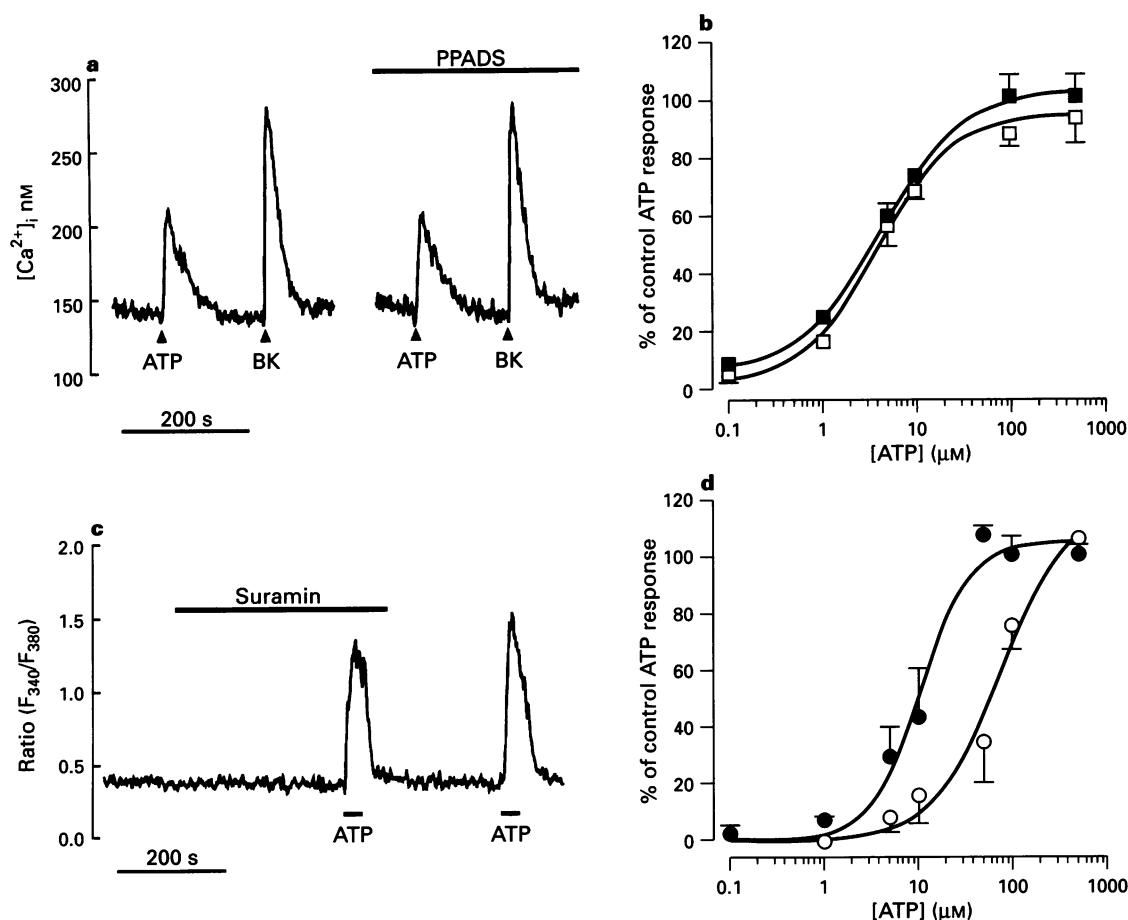 a
PPADS
300
250
200
150
100
[Ca²⁺]ᵢ nM
ATP
BK
ATP
BK
200 s
b
120
100
80
60
40
20
0
% of control ATP response
0.1
1
10
100
1000
[ATP] (μM)
c
2.0
1.5
1.0
0.5
0.0
Ratio (F₃₄₀/F₃₈₀)
Suramin
ATP
ATP
200 s
d
120
100
80
60
40
20
0
% of control ATP response
0.1
1
10
100
1000
[ATP] (μM)